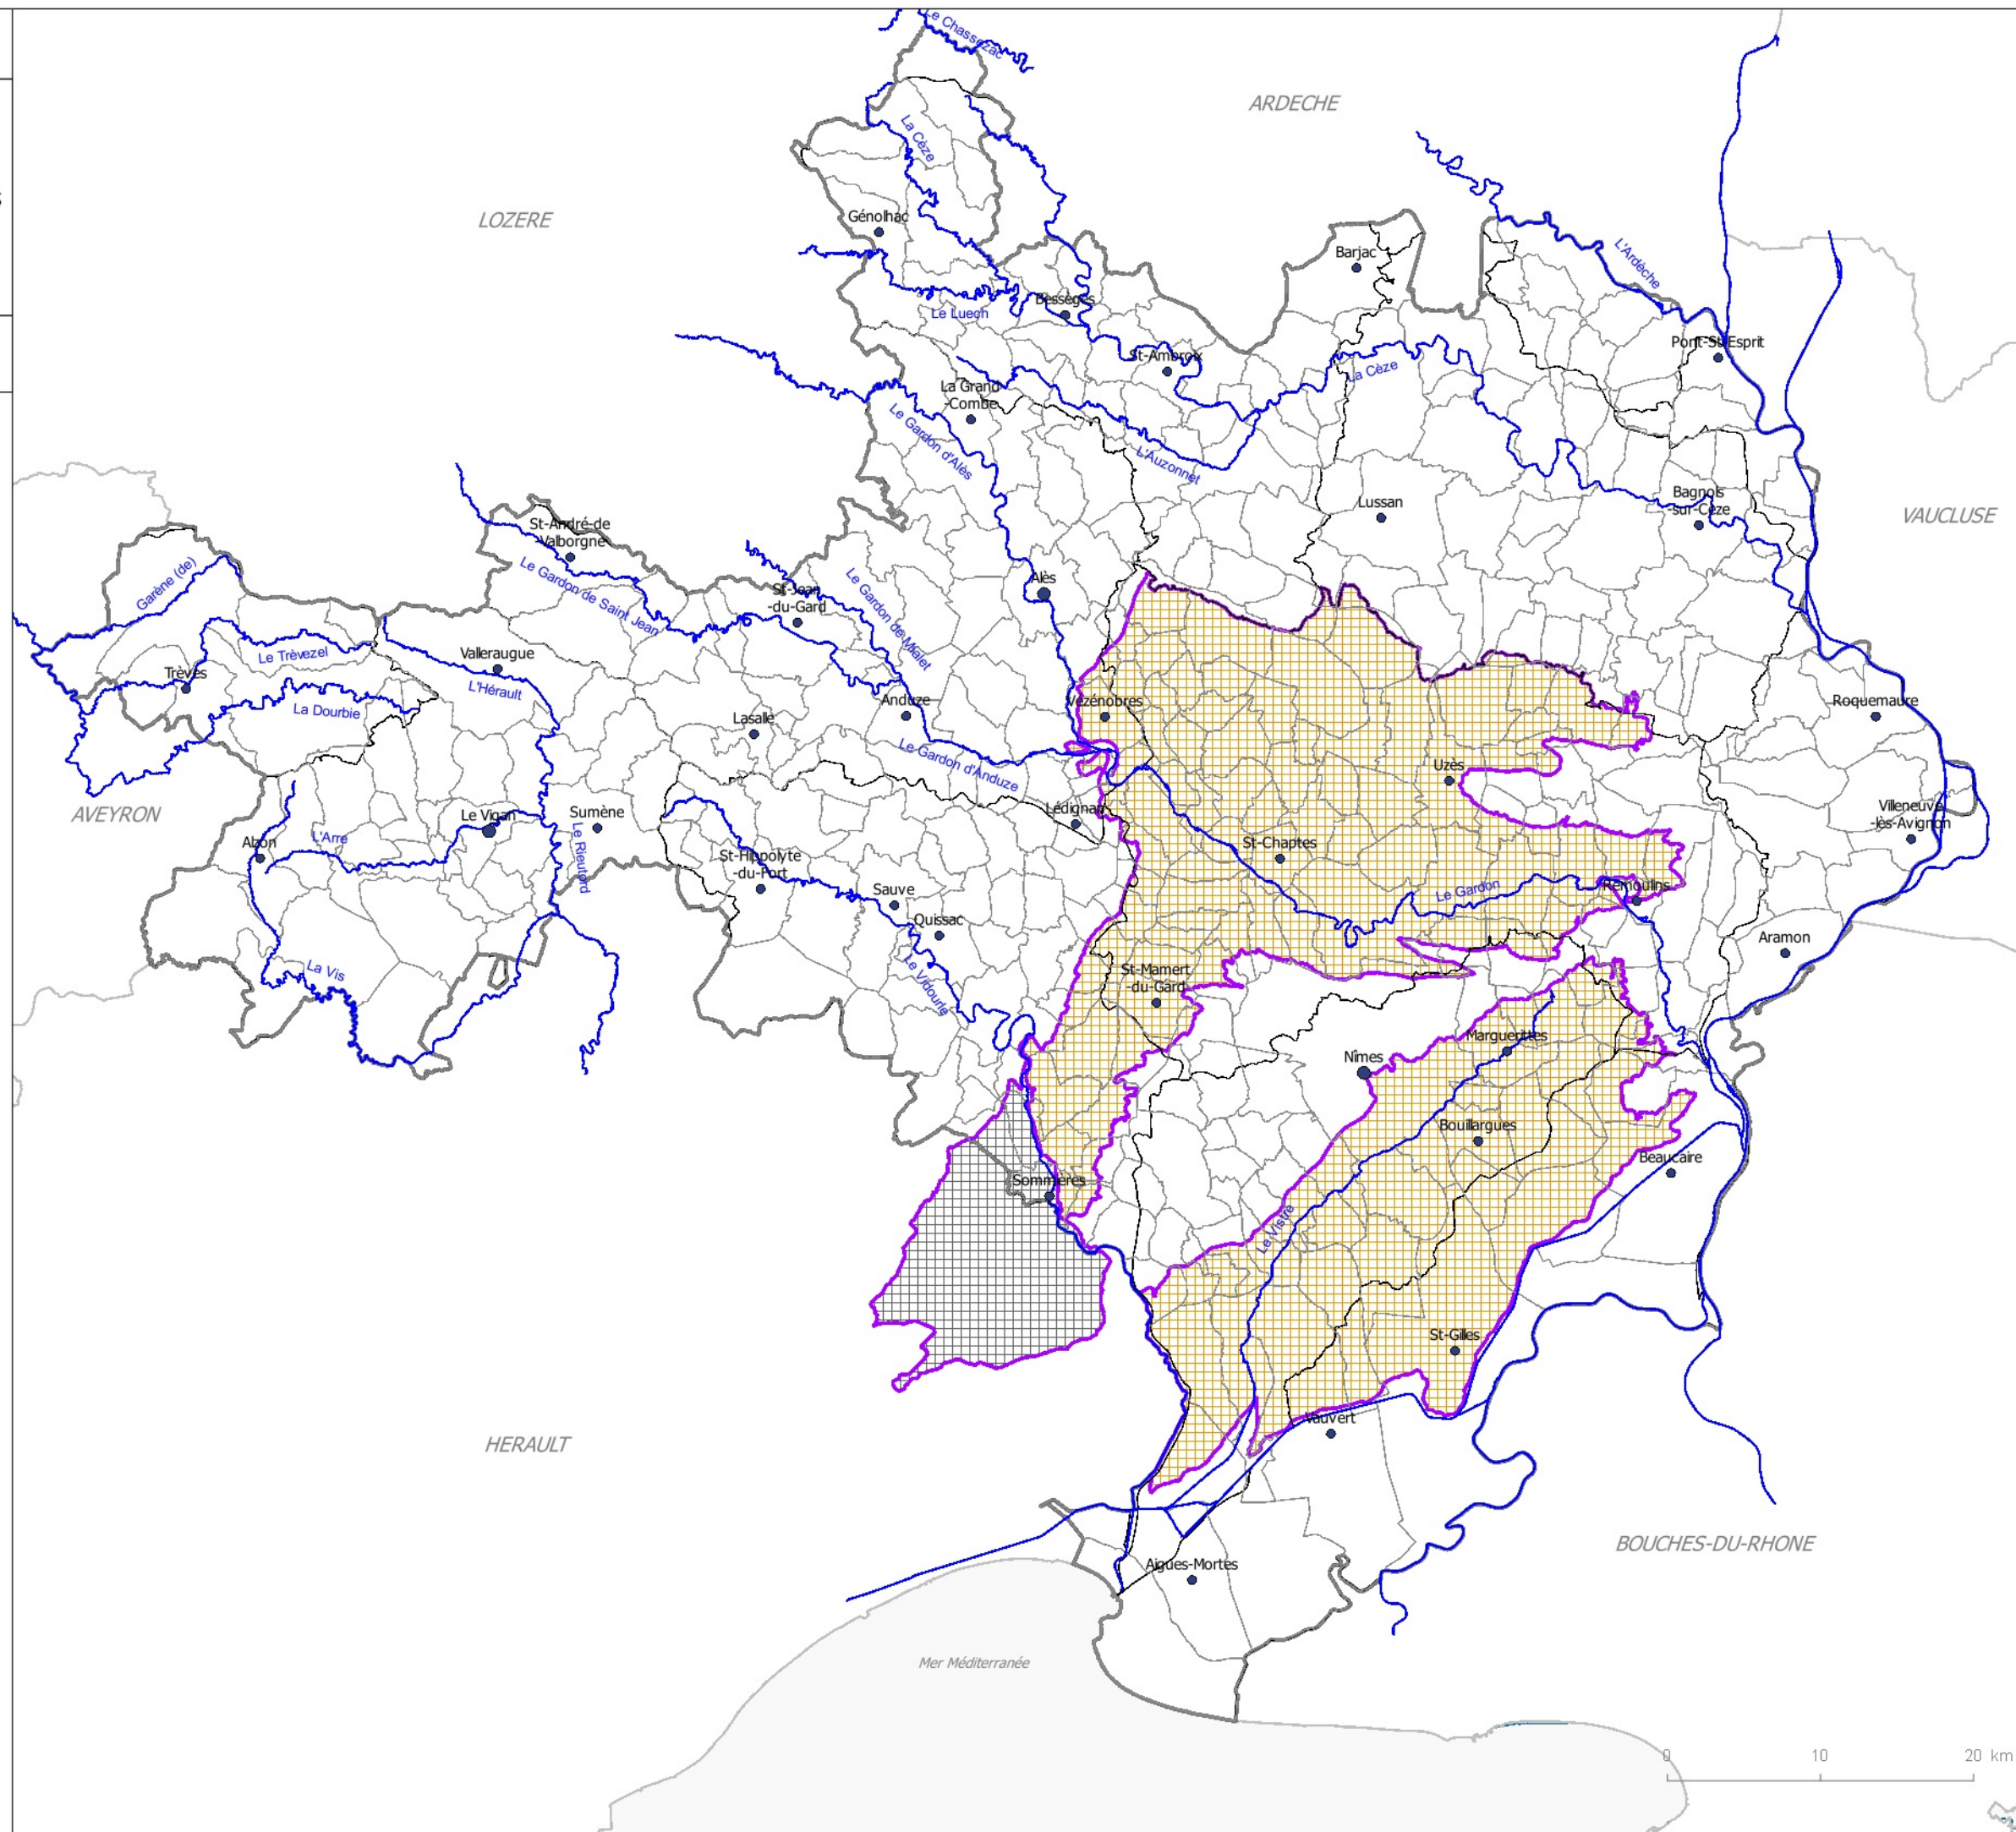 Le Chassezac
ARDECHE
La Cèze
LOZERE
Génolhac
Barjac
L'Ardèche
Bessèges
Le Luech
Pont-St-Esprit
St-Ambroix
La Cèze
La Grand
-Combe
Le Gardon d'Alès
L'Auzonnet
Lussan
Bagnols
-sur-Cèze
VAUCLUSE
St-André-de
-Valborgne
Garène (de)
Le Gardon de Saint Jean
Alès
St-Jean
-du-Gard
Le Gardon de Mialet
Le Trèvezel
Valleraugue
Trèves
L'Hérault
La Dourbie
Lasalle
Anduze
Vézénobres
Roquemaure
Le Gardon d'Anduze
Uzès
AVEYRON
Le Vigan
Sumène
Lédignan
Villeneuve
-lès-Avignon
Alzon
L'Arre
Le Rieutord
St-Hippolyte
-du-Fort
St-Chaptes
Sauve
Le Gardon
Remoulins
Quissac
Aramon
La Vis
Le Vidourle
St-Mamert
-du-Gard
Marguerittes
Nîmes
Bouillargues
Beaucaire
Sommières
Le Vistre
St-Gilles
Vauvert
HERAULT
BOUCHES-DU-RHONE
Aigues-Mortes
Mer Méditerranée
0 10 20 km